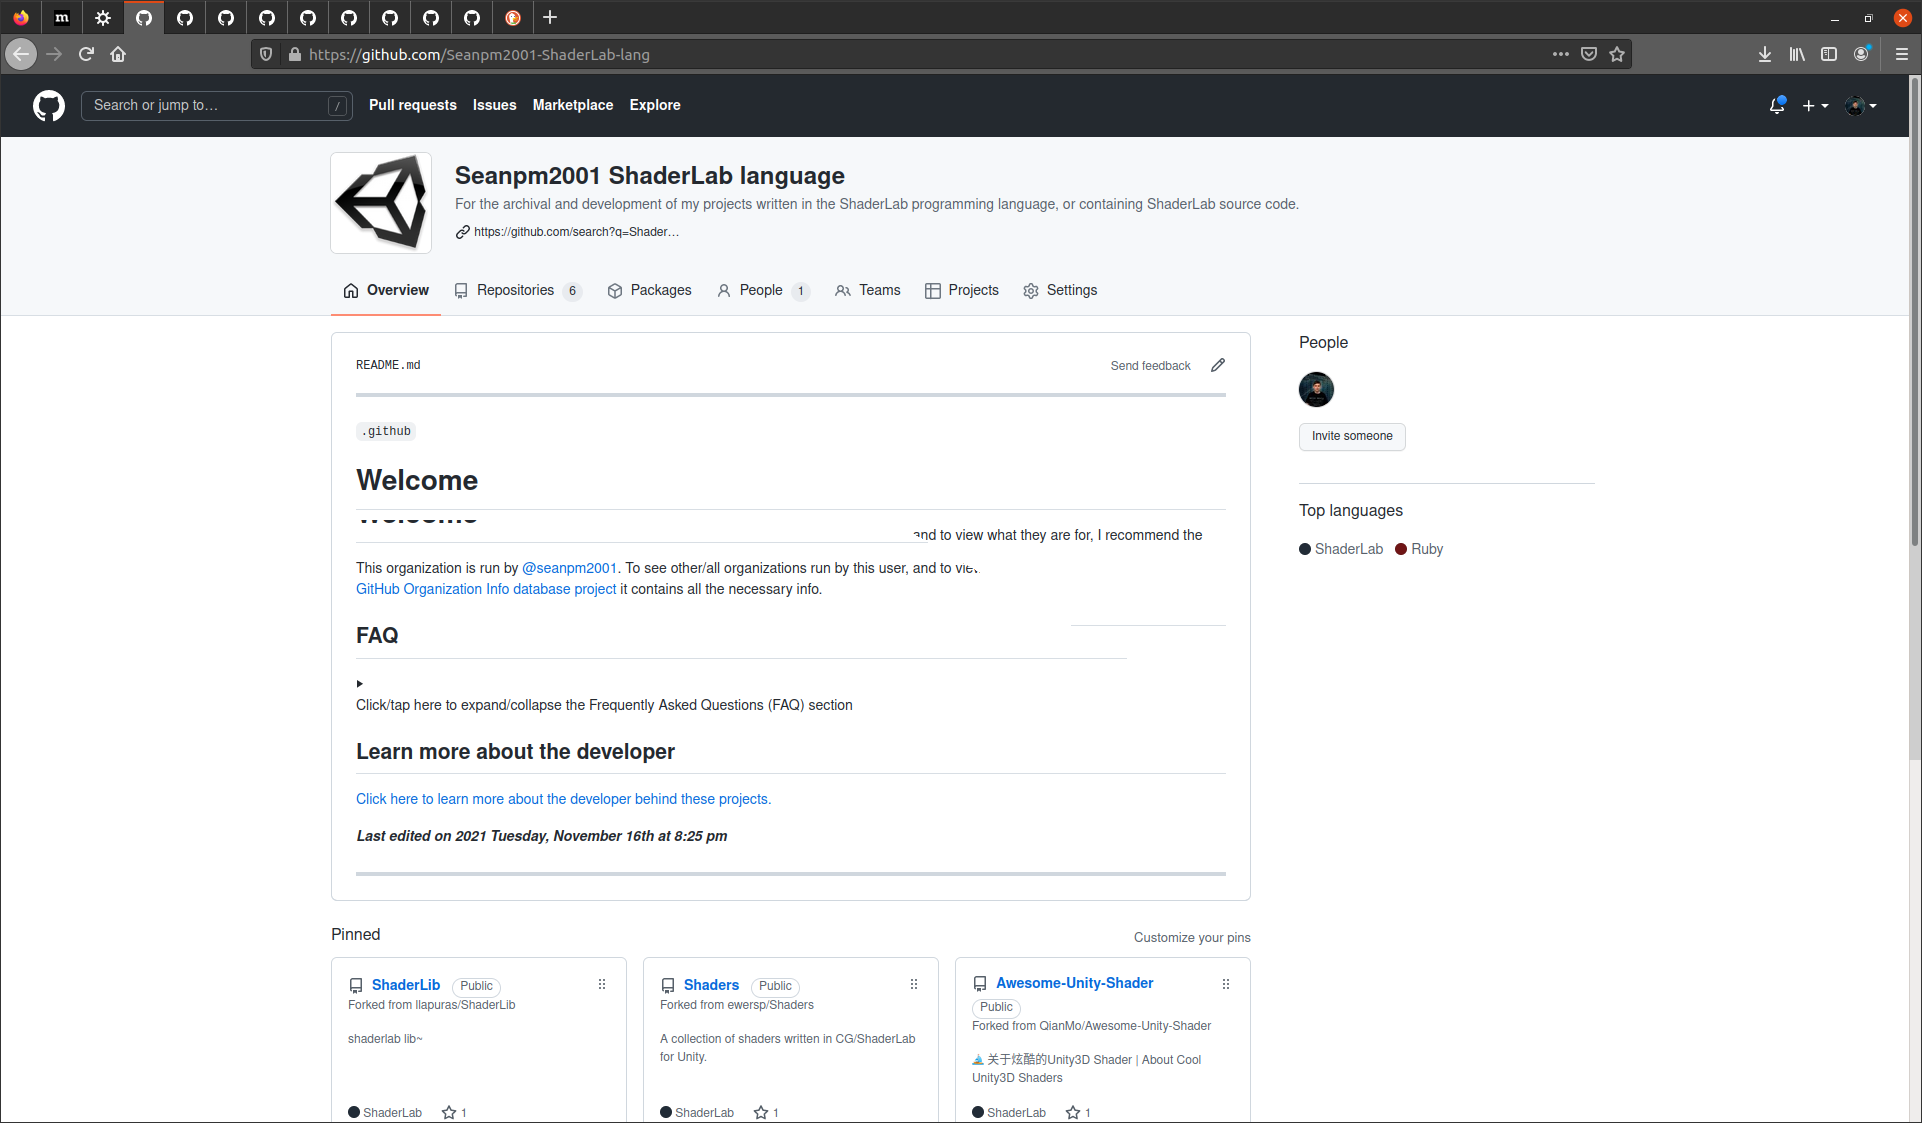 m
https://github.com/Seanpm2001-ShaderLab-lang
Search or jump to… /
Pull requests Issues Marketplace Explore
Seanpm2001 ShaderLab language
For the archival and development of my projects written in the ShaderLab programming language, or containing ShaderLab source code.
https://github.com/search?q=Shader…
Overview Repositories 6 Packages People 1 Teams Projects Settings
README.md
Send feedback
.github
Welcome
and to view what they are for, I recommend the
This organization is run by @seanpm2001. To see other/all organizations run by this user, and to view
GitHub Organization Info database project it contains all the necessary info.
FAQ
Click/tap here to expand/collapse the Frequently Asked Questions (FAQ) section
Learn more about the developer
Click here to learn more about the developer behind these projects.
Last edited on 2021 Tuesday, November 16th at 8:25 pm
People
Invite someone
Top languages
ShaderLab Ruby
Pinned
Customize your pins
ShaderLib Public
Forked from llapuras/ShaderLib
shaderlab lib~
ShaderLab 1
Shaders Public
Forked from ewersp/Shaders
A collection of shaders written in CG/ShaderLab
for Unity.
ShaderLab 1
Awesome-Unity-Shader
Public
Forked from QianMo/Awesome-Unity-Shader
关于炫酷的Unity3D Shader | About Cool
Unity3D Shaders
ShaderLab 1